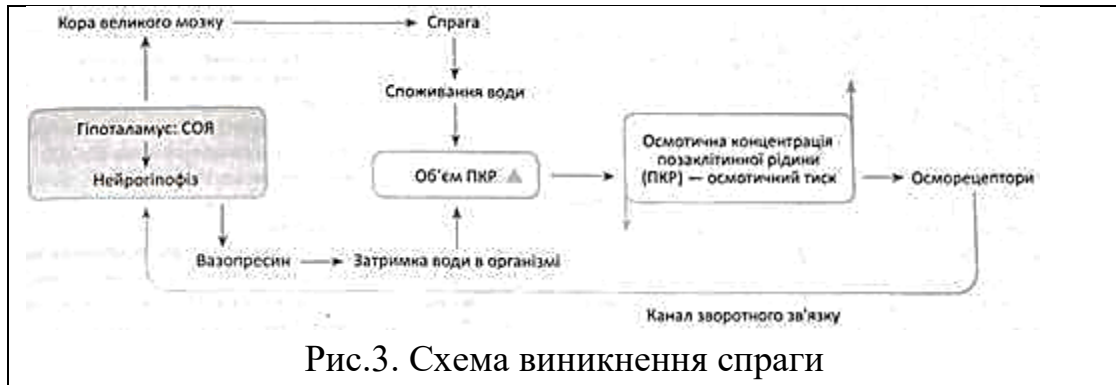 Кора великого мозку
Спрага
Споживання води
Гіпоталамус: СОЯ
Нейрогіпофіз
Об'єм ПКР
Осмотична концентрація
позаклітинної рідини
(ПКР) — осмотичний тиск
Осморецептори
Вазопресин
Затримка води в організмі
Канал зворотного зв'язку
Рис.3. Схема виникнення спраги